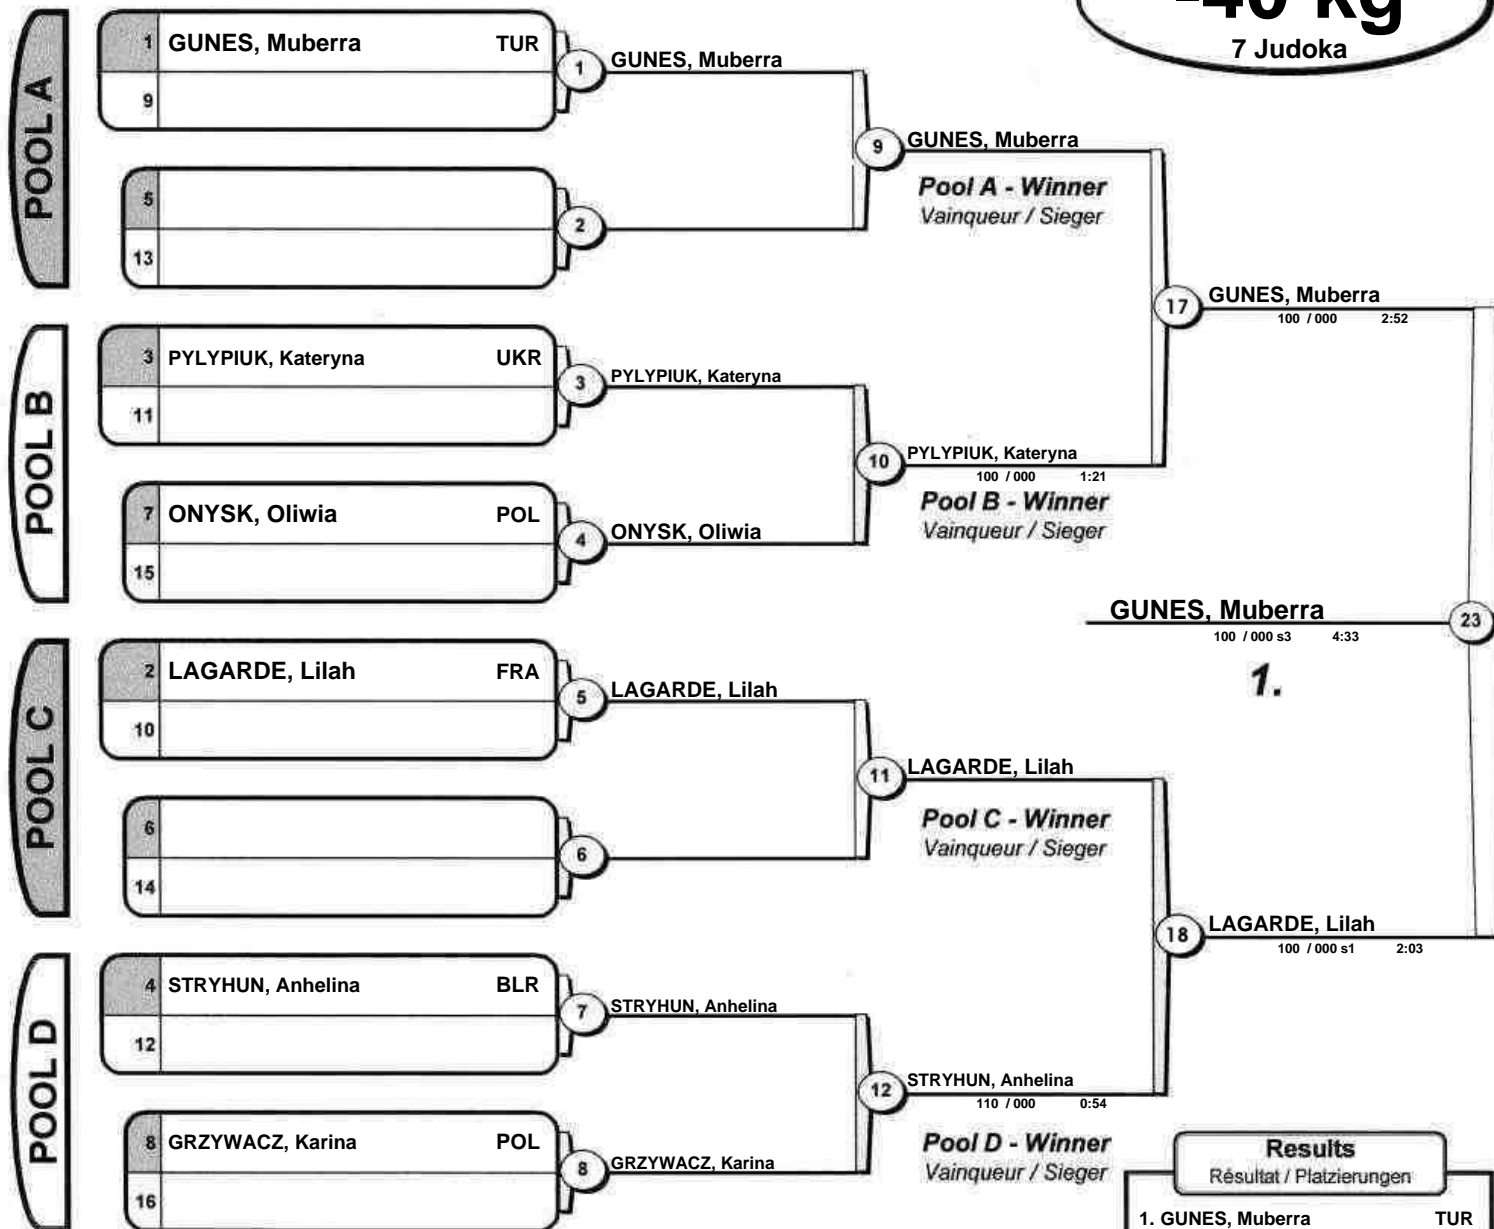 -40 kg
7 Judoka
POOL A
1 GUNES, Muberra TUR
9
1 GUNES, Muberra
5
13
2
9 GUNES, Muberra
Pool A - Winner
Vainqueur / Sieger
POOL B
3 PYLYPIUK, Kateryna UKR
11
3 PYLYPIUK, Kateryna
7 ONYSK, Oliwia POL
15
4 ONYSK, Oliwia
10 PYLYPIUK, Kateryna
100 / 000 1:21
Pool B - Winner
Vainqueur / Sieger
17 GUNES, Muberra
100 / 000 2:52
GUNES, Muberra 23
100 / 000 s3 4:33
1.
POOL C
2 LAGARDE, Lilah FRA
10
5 LAGARDE, Lilah
6
14
6
11 LAGARDE, Lilah
Pool C - Winner
Vainqueur / Sieger
18 LAGARDE, Lilah
100 / 000 s1 2:03
POOL D
4 STRYHUN, Anhelina BLR
12
7 STRYHUN, Anhelina
8 GRZYWACZ, Karina POL
16
8 GRZYWACZ, Karina
12 STRYHUN, Anhelina
110 / 000 0:54
Pool D - Winner
Vainqueur / Sieger
Results
Résultat / Platzierungen
1. GUNES, Muberra TUR